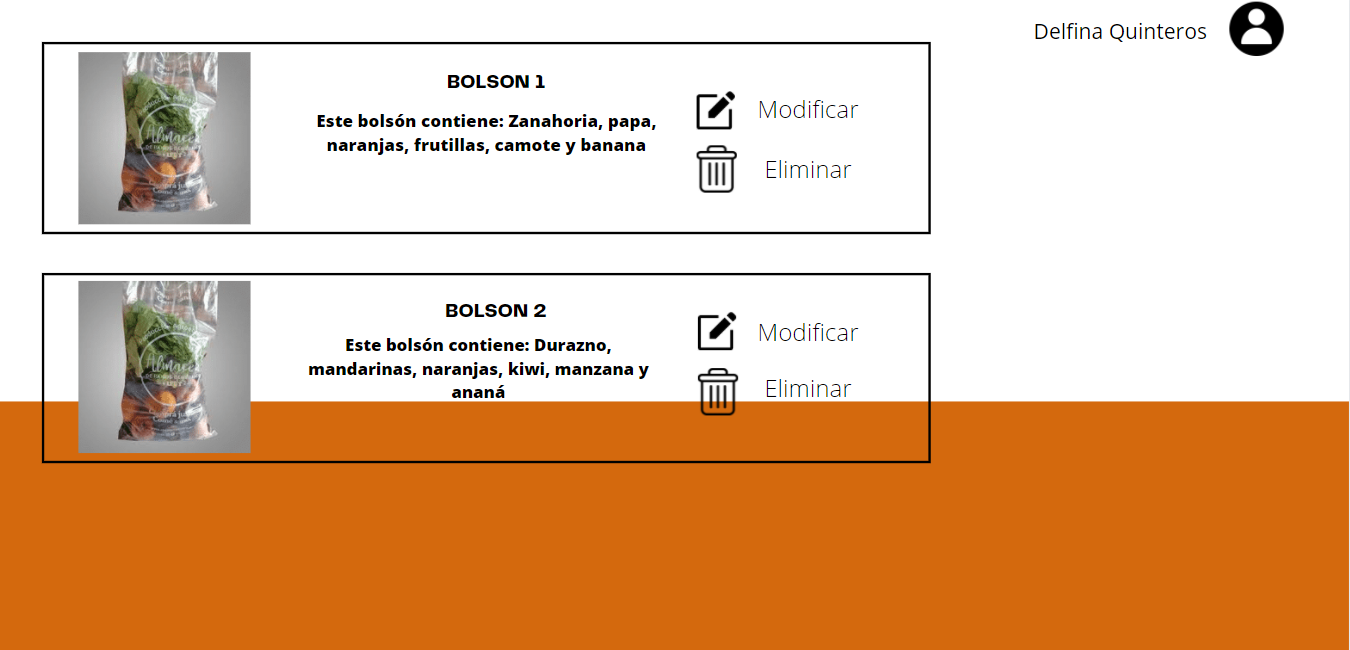 Delfina Quinteros
BOLSON 1
Este bolsón contiene: Zanahoria, papa,
naranjas, frutillas, camote y banana
Modificar
Eliminar
BOLSON 2
Este bolsón contiene: Durazno,
mandarinas, naranjas, kiwi, manzana y
ananá
Modificar
Eliminar